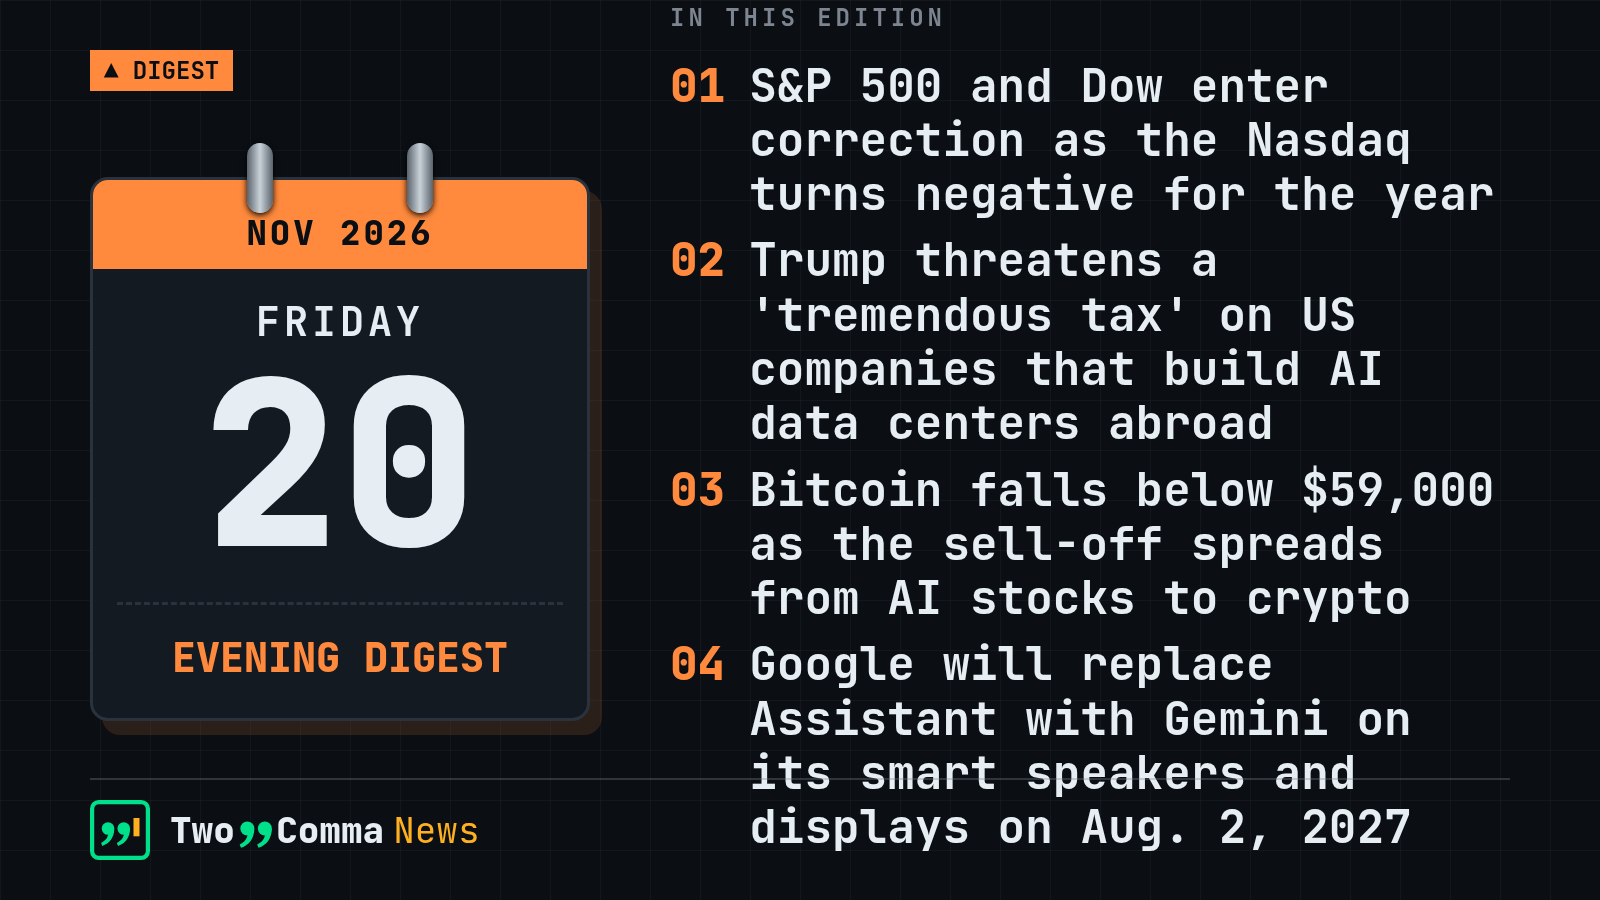 ▲ DIGEST
NOV 2026
FRIDAY
20
EVENING DIGEST
IN THIS EDITION
01 S&P 500 and Dow enter
correction as the Nasdaq
turns negative for the year
02 Trump threatens a
'tremendous tax' on US
companies that build AI
data centers abroad
03 Bitcoin falls below $59,000
as the sell-off spreads
from AI stocks to crypto
04 Google will replace
Assistant with Gemini on
its smart speakers and
displays on Aug. 2, 2027
Two,,Comma News